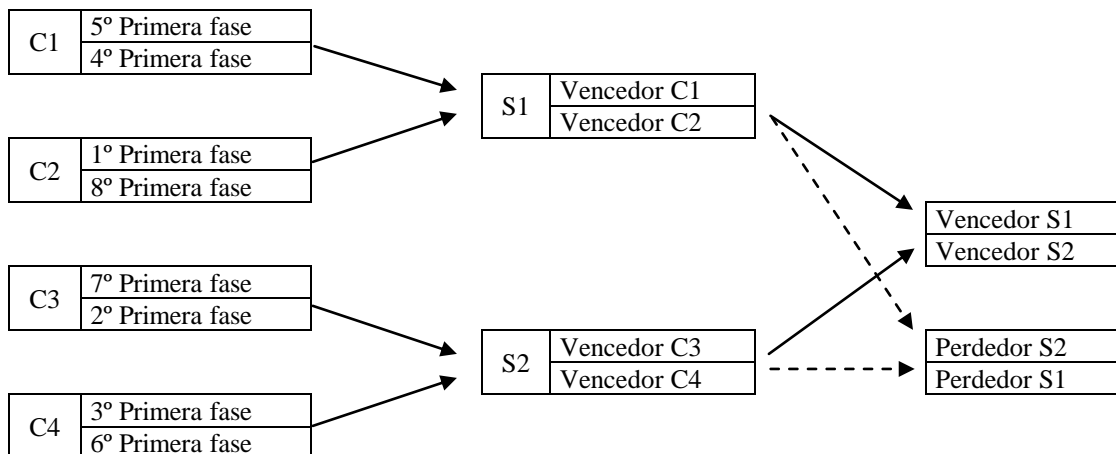 C1
5º Primera fase
4º Primera fase
C2
1º Primera fase
8º Primera fase
C3
7º Primera fase
2º Primera fase
C4
3º Primera fase
6º Primera fase
S1
Vencedor C1
Vencedor C2
S2
Vencedor C3
Vencedor C4
Vencedor S1
Vencedor S2
Perdedor S2
Perdedor S1